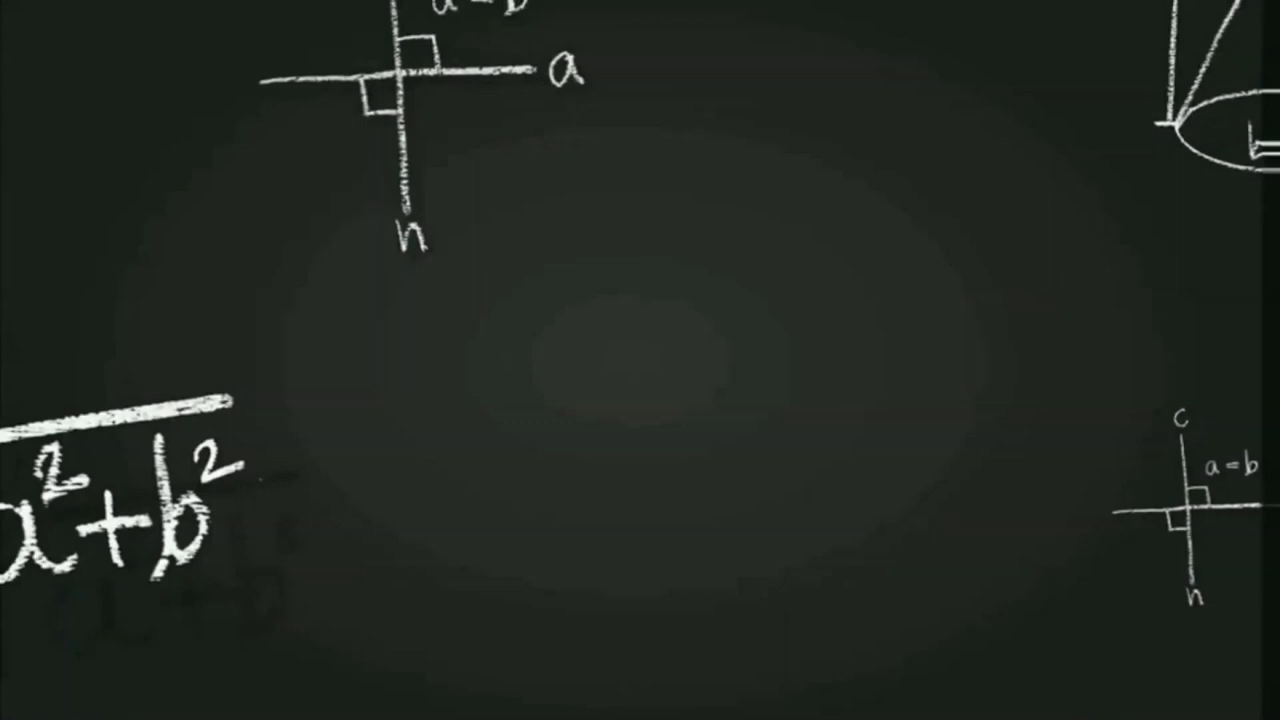 a = b
a
n
a²+b²
c
a = b
n